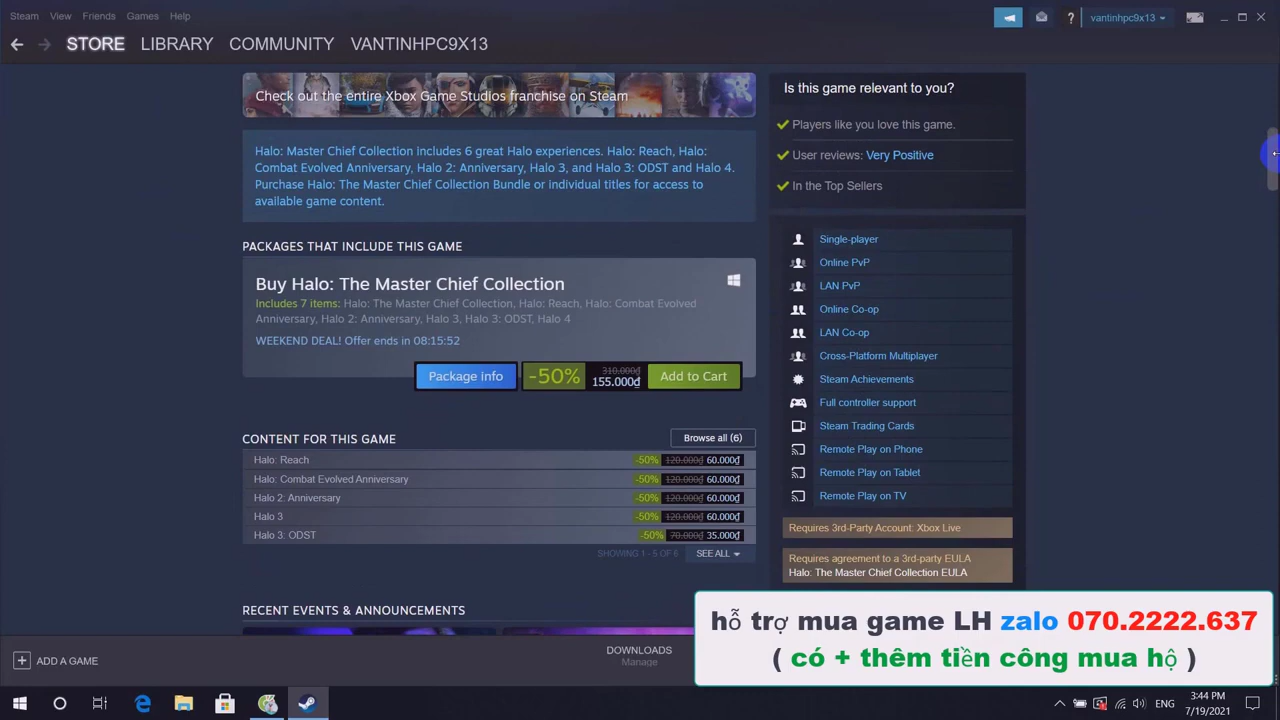 Steam View Friends Games Help
vantinhpc9x13
STORE LIBRARY COMMUNITY VANTINHPC9X13
Check out the entire Xbox Game Studios franchise on Steam
Halo: Master Chief Collection includes 6 great Halo experiences. Halo: Reach, Halo:
Combat Evolved Anniversary, Halo 2: Anniversary, Halo 3, and Halo 3: ODST and Halo 4.
Purchase Halo: The Master Chief Collection Bundle or individual titles for access to
available game content.
PACKAGES THAT INCLUDE THIS GAME
Buy Halo: The Master Chief Collection
Includes 7 items: Halo: The Master Chief Collection, Halo: Reach, Halo: Combat Evolved
Anniversary, Halo 2: Anniversary, Halo 3, Halo 3: ODST, Halo 4
WEEKEND DEAL! Offer ends in 08:15:52
Package info -50% 310.000₫ 155.000₫ Add to Cart
CONTENT FOR THIS GAME Browse all (6)
Halo: Reach -50% 120.000₫ 60.000₫
Halo: Combat Evolved Anniversary -50% 120.000₫ 60.000₫
Halo 2: Anniversary -50% 120.000₫ 60.000₫
Halo 3 -50% 120.000₫ 60.000₫
Halo 3: ODST -50% 70.000₫ 35.000₫
SHOWING 1 - 5 OF 6 SEE ALL
RECENT EVENTS & ANNOUNCEMENTS
Is this game relevant to you?
Players like you love this game.
User reviews: Very Positive
In the Top Sellers
Single-player
Online PvP
LAN PvP
Online Co-op
LAN Co-op
Cross-Platform Multiplayer
Steam Achievements
Full controller support
Steam Trading Cards
Remote Play on Phone
Remote Play on Tablet
Remote Play on TV
Requires 3rd-Party Account: Xbox Live
Requires agreement to a 3rd-party EULA
Halo: The Master Chief Collection EULA
hỗ trợ mua game LH zalo 070.2222.637
( có + thêm tiền công mua hộ )
ADD A GAME
DOWNLOADS
Manage
ENG
3:44 PM
7/19/2021